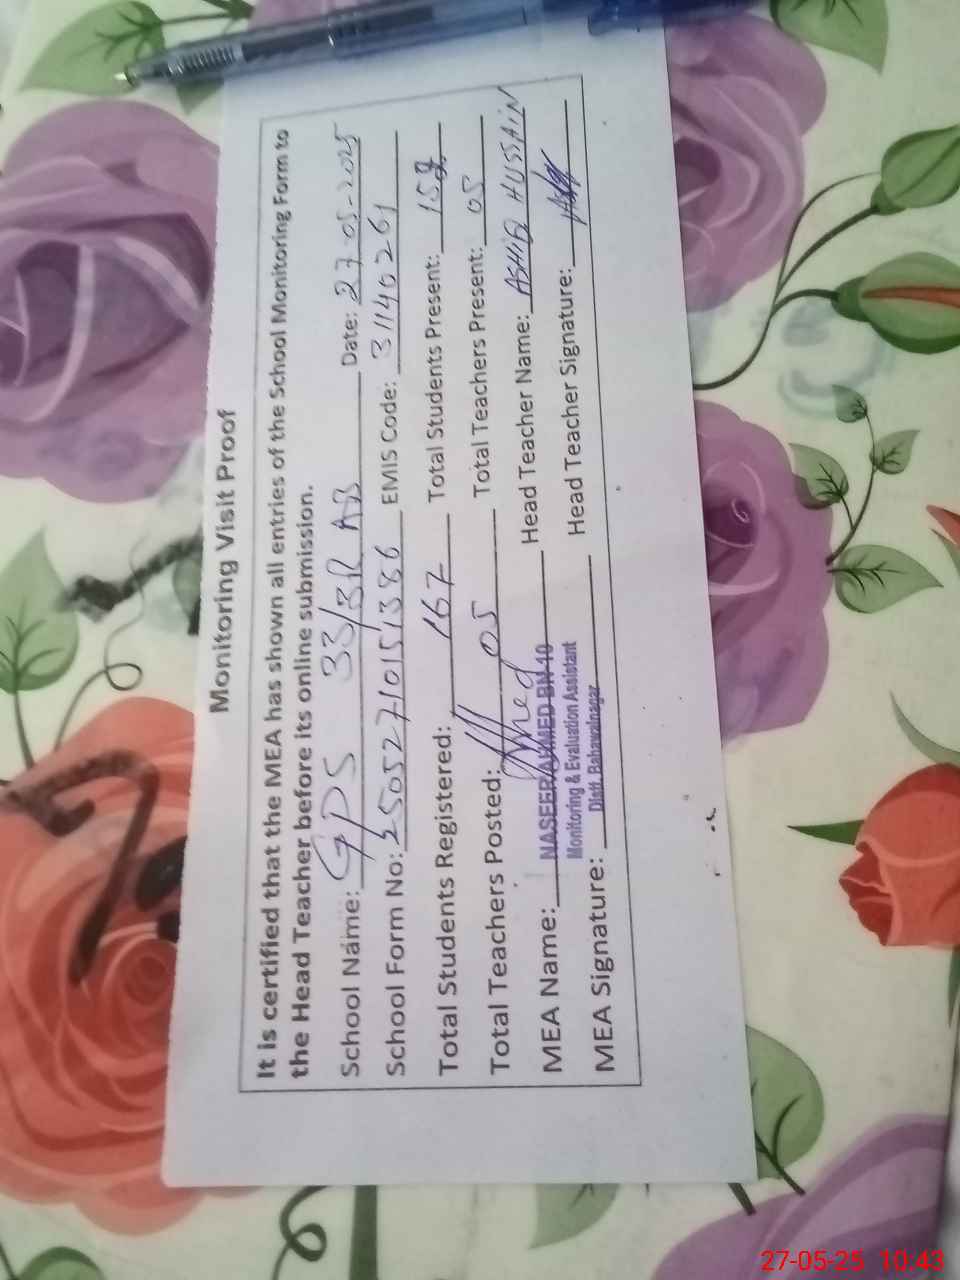 Monitoring Visit Proof
It is certified that the MEA has shown all entries of the School Monitoring Form to
the Head Teacher before its online submission.
School Name: GPS 33/3R AB Date: 27-05-2025
School Form No: 25052710151386 EMIS Code: 31140261
Total Students Registered: 167 Total Students Present:
Total Teachers Posted: 05 Total Teachers Present: 05
MEA Name: NASEER AHMED BN-10 Head Teacher Name: ASHIQ HUSSAIN
Monitoring & Evaluation Assistant
MEA Signature: Distt. Bahawalnagar Head Teacher Signature:
27-05-25 10:43